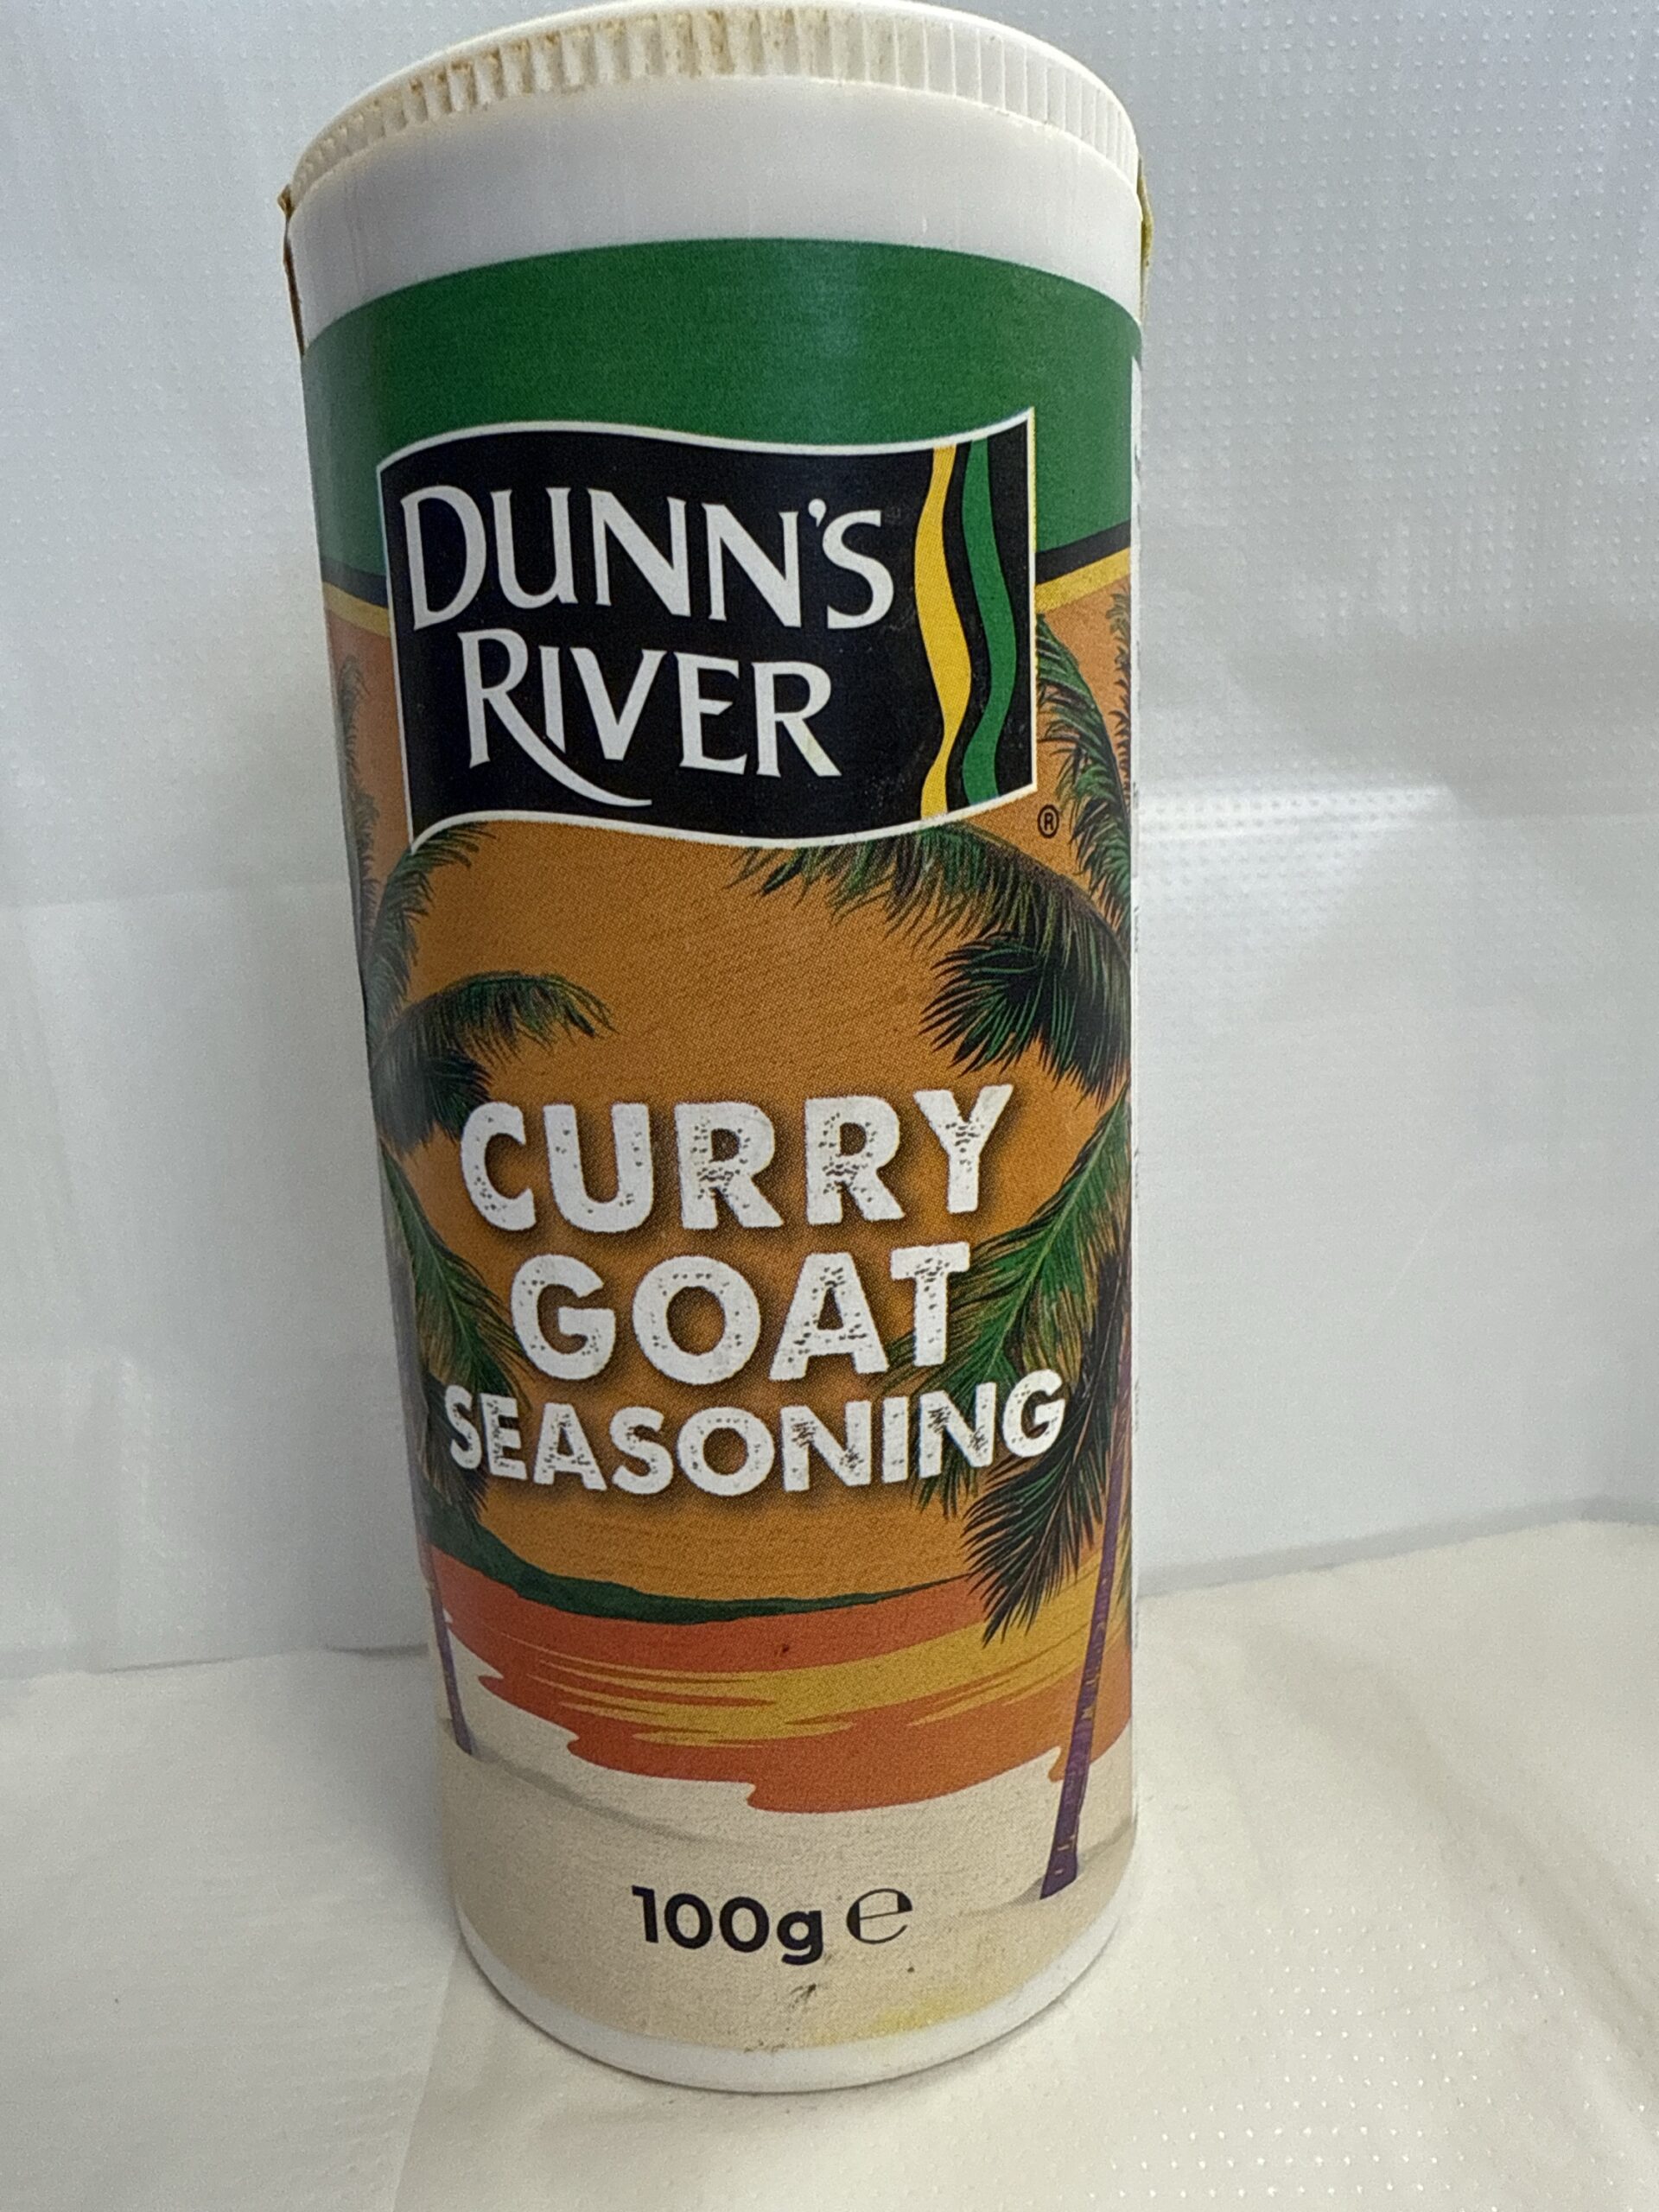 DUNN'S
RIVER
®
CURRY
GOAT
SEASONING
100g ℮